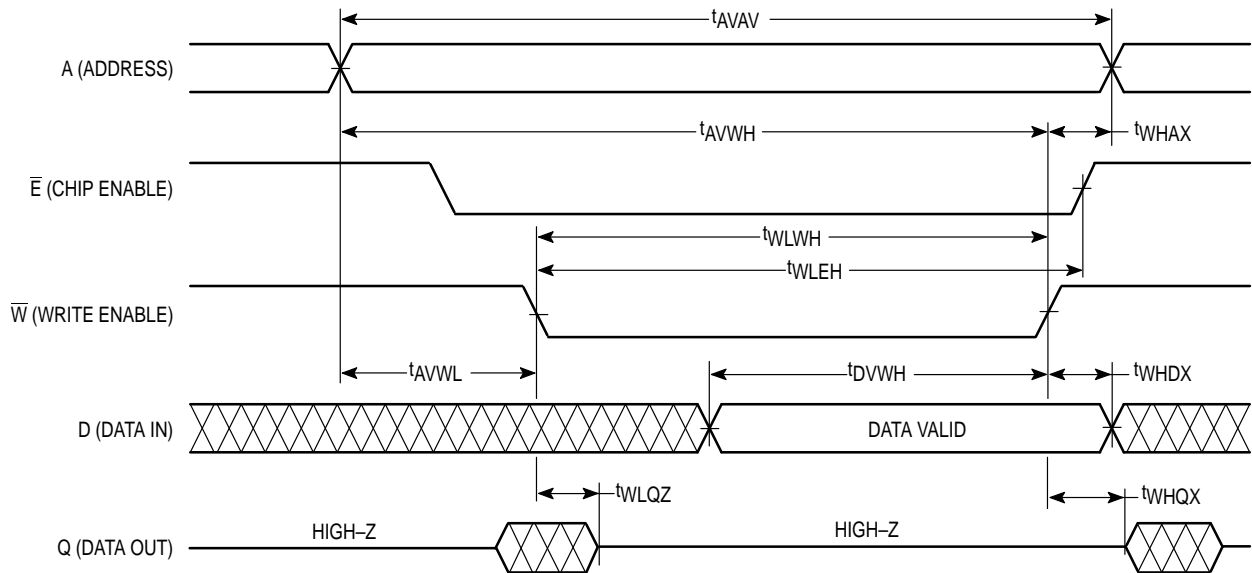 tAVAV
A (ADDRESS)
tAVWH
tWHAX
E̅ (CHIP ENABLE)
tWLWH
tWLEH
W̅ (WRITE ENABLE)
tAVWL
tDVWH
tWHDX
D (DATA IN)
DATA VALID
tWLQZ
tWHQX
Q (DATA OUT)
HIGH–Z
HIGH–Z